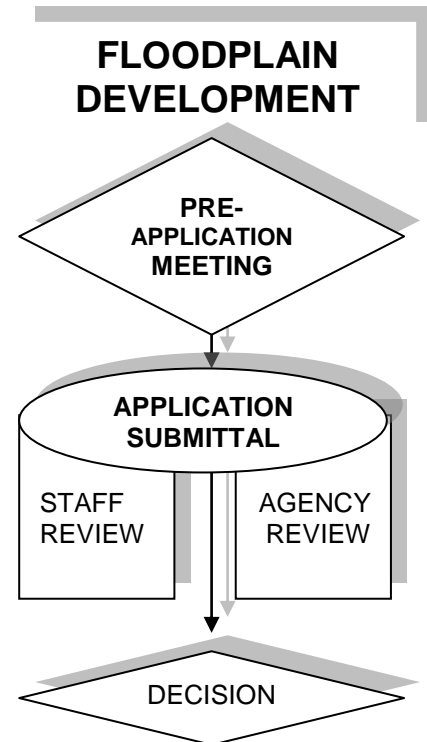 FLOODPLAIN
DEVELOPMENT
PRE-
APPLICATION
MEETING
APPLICATION
SUBMITTAL
STAFF
REVIEW
AGENCY
REVIEW
DECISION